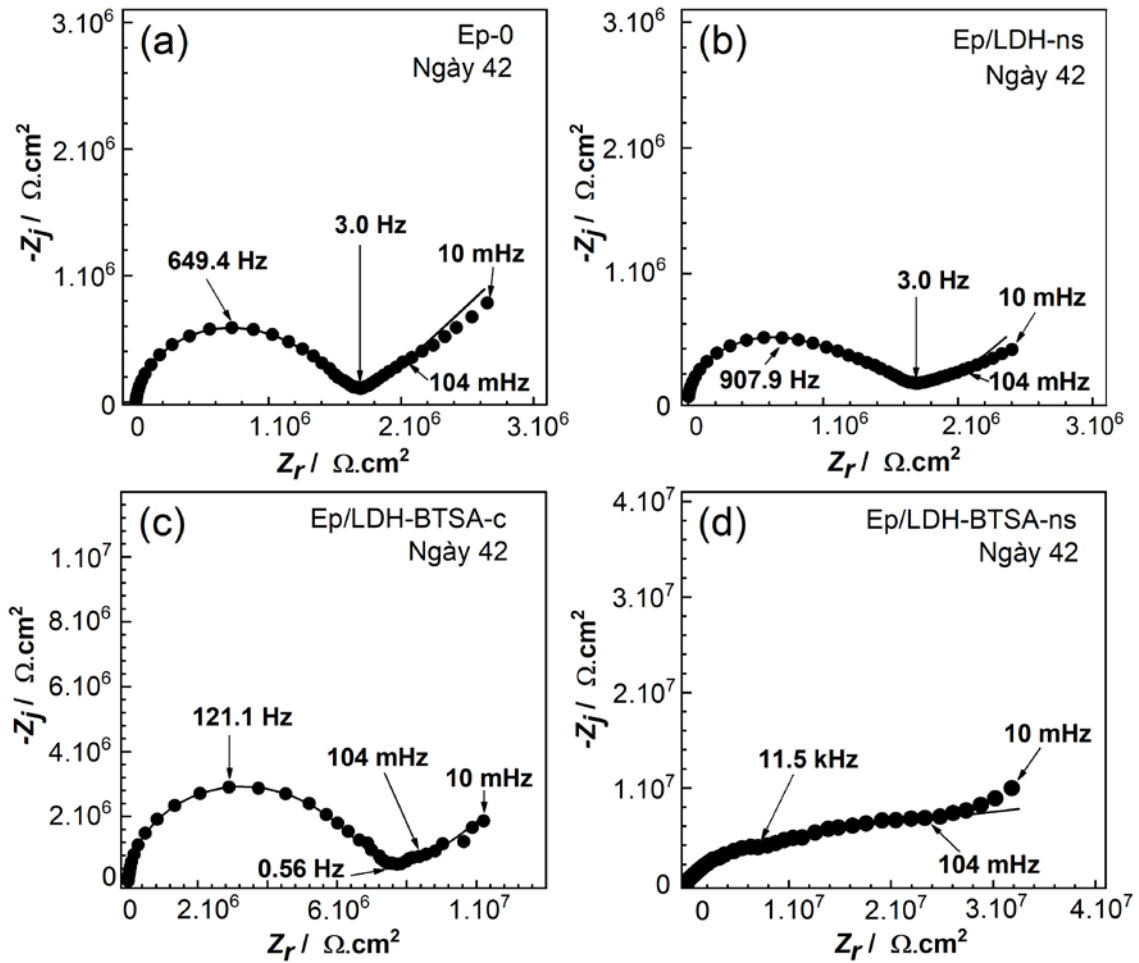 (a)
Ep-0
Ngày 42
3.10⁶
2.10⁶
1.10⁶
0
-Zj / Ω.cm²
649.4 Hz
3.0 Hz
10 mHz
104 mHz
0 1.10⁶ 2.10⁶ 3.10⁶
Zr / Ω.cm²
(b)
Ep/LDH-ns
Ngày 42
3.10⁶
2.10⁶
1.10⁶
0
-Zj / Ω.cm²
907.9 Hz
3.0 Hz
10 mHz
104 mHz
0 1.10⁶ 2.10⁶ 3.10⁶
Zr / Ω.cm²
(c)
Ep/LDH-BTSA-c
Ngày 42
1.10⁷
8.10⁶
6.10⁶
4.10⁶
2.10⁶
0
-Zj / Ω.cm²
121.1 Hz
104 mHz
10 mHz
0.56 Hz
0 2.10⁶ 6.10⁶ 1.10⁷
Zr / Ω.cm²
(d)
Ep/LDH-BTSA-ns
Ngày 42
4.10⁷
3.10⁷
2.10⁷
1.10⁷
0
-Zj / Ω.cm²
11.5 kHz
10 mHz
104 mHz
0 1.10⁷ 2.10⁷ 3.10⁷ 4.10⁷
Zr / Ω.cm²